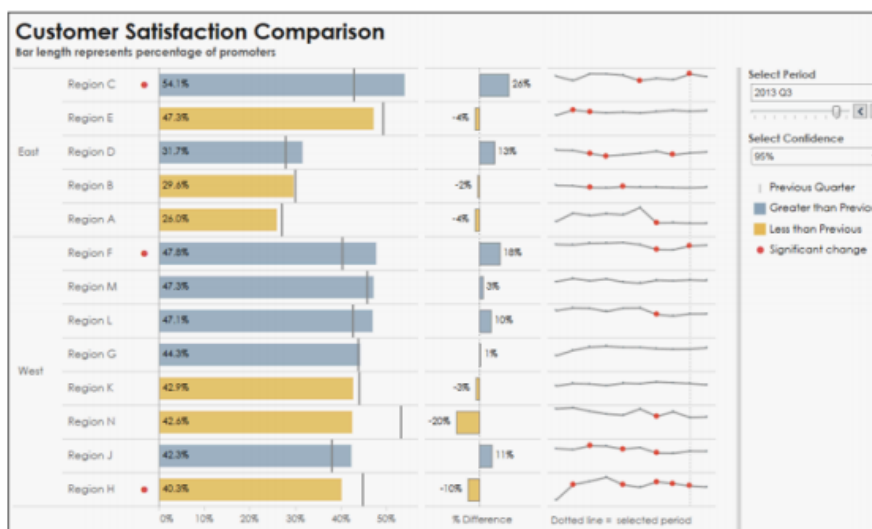 Customer Satisfaction Comparison
Bar length represents percentage of promoters
East
Region C 54.1% 26%
Region E 47.3% -4%
Region D 31.7% 13%
Region B 29.6% -2%
Region A 26.0% -4%
West
Region F 47.8% 18%
Region M 47.3% 3%
Region L 47.1% 10%
Region G 44.3% 1%
Region K 42.9% -3%
Region N 42.6% -20%
Region J 42.3% 11%
Region H 40.3% -10%
0% 10% 20% 30% 40% 50% % Difference Dotted line = selected period
Select Period
2013 Q3
Select Confidence
95%
Previous Quarter
Greater than Previo
Less than Previous
Significant change